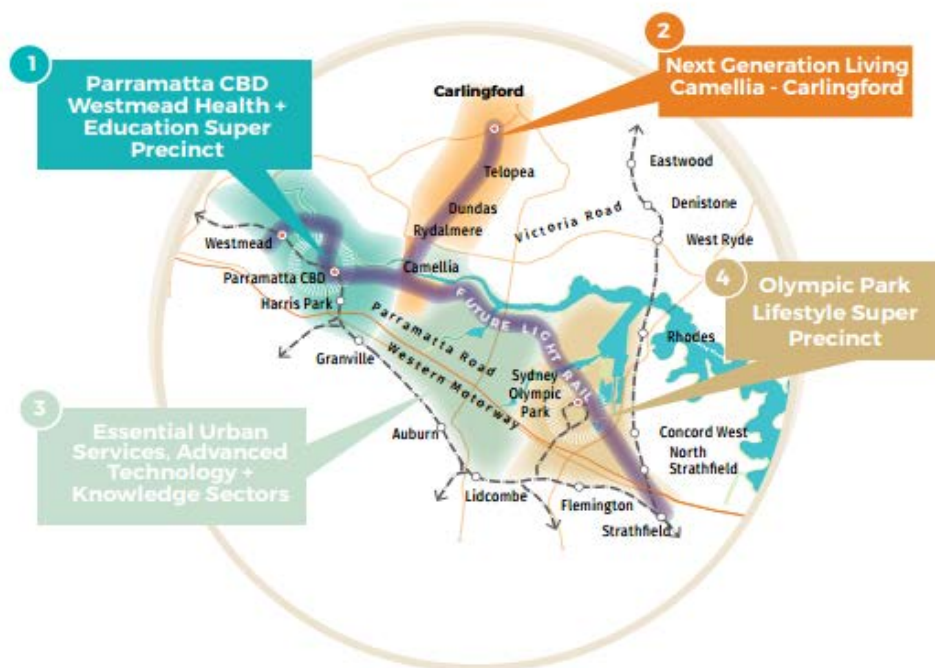 1
Parramatta CBD
Westmead Health +
Education Super
Precinct
2
Next Generation Living
Camellia - Carlingford
Carlingford
Telopea
Dundas
Rydalmere
Victoria Road
Eastwood
Denistone
West Ryde
Westmead
Parramatta CBD
Camellia
Harris Park
Granville
FUTURE LIGHT RAIL
Parramatta Road
Western Motorway
4
Olympic Park
Lifestyle Super
Precinct
Rhodes
Sydney
Olympic
Park
3
Essential Urban
Services, Advanced
Technology +
Knowledge Sectors
Auburn
Lidcombe
Flemington
Concord West
North
Strathfield
Strathfield